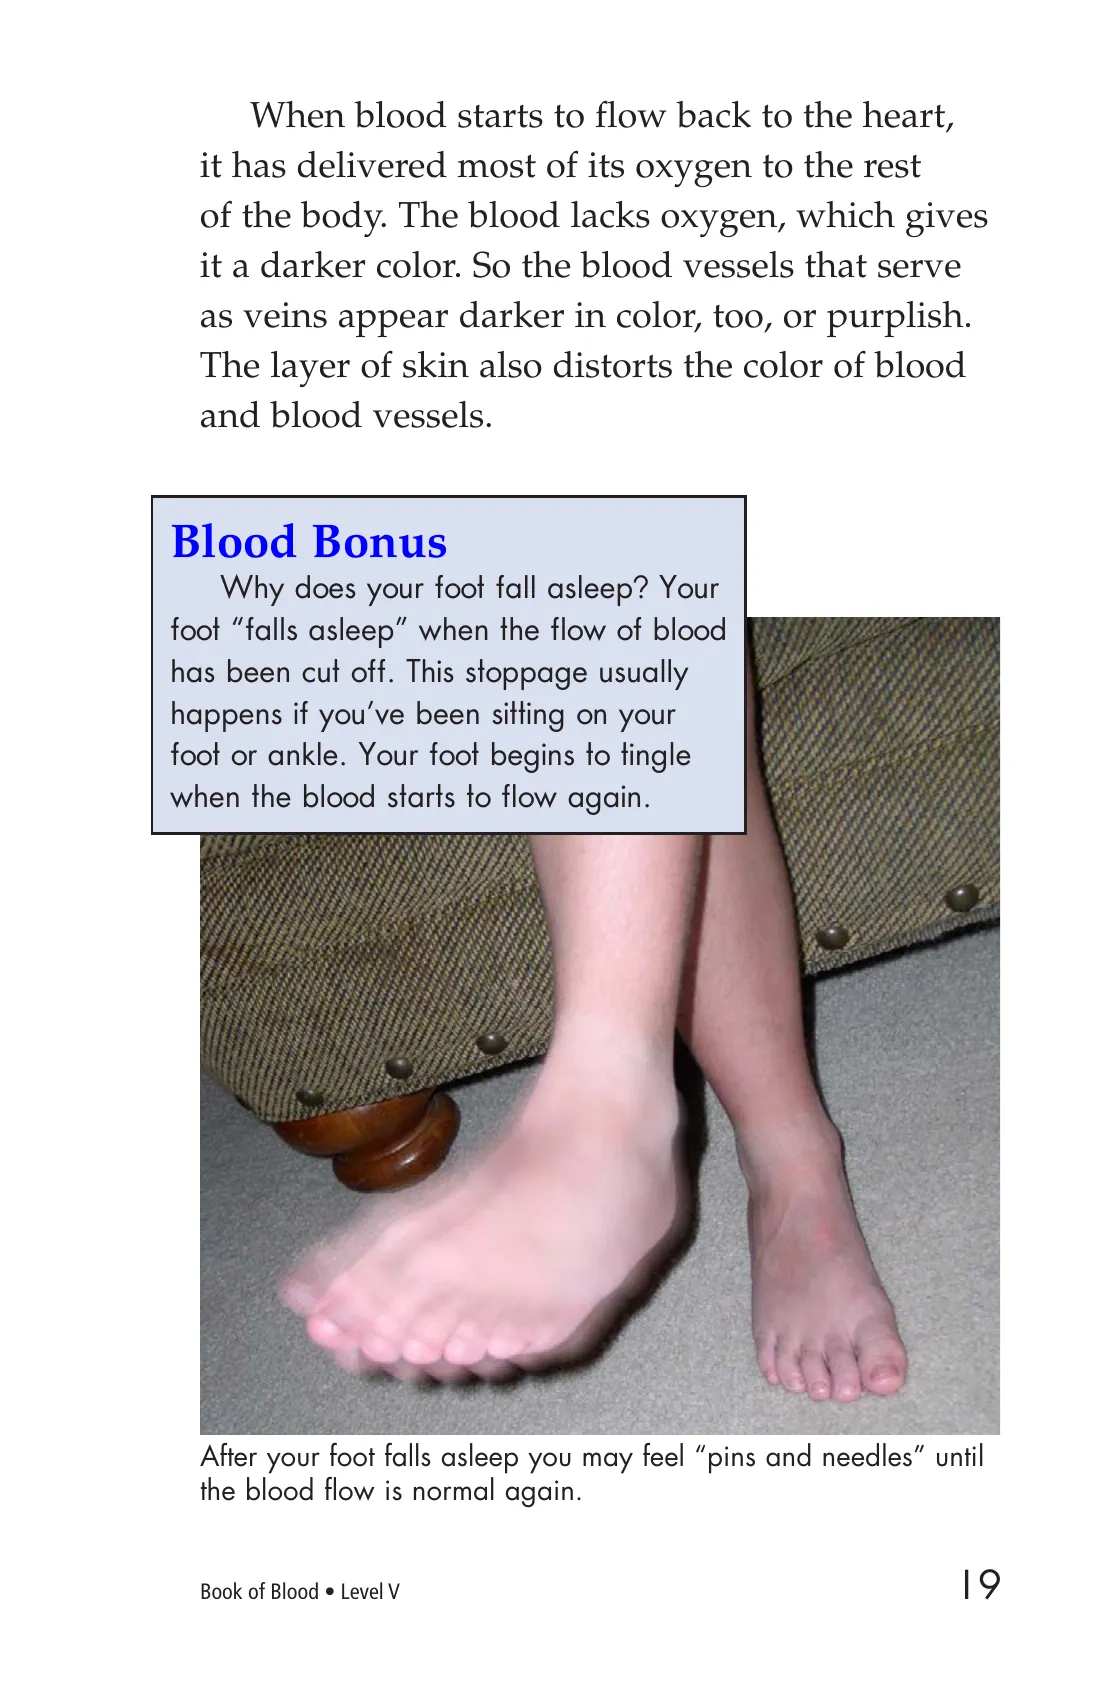 When blood starts to flow back to the heart,
it has delivered most of its oxygen to the rest
of the body. The blood lacks oxygen, which gives
it a darker color. So the blood vessels that serve
as veins appear darker in color, too, or purplish.
The layer of skin also distorts the color of blood
and blood vessels.
Blood Bonus
Why does your foot fall asleep? Your
foot “falls asleep” when the flow of blood
has been cut off. This stoppage usually
happens if you’ve been sitting on your
foot or ankle. Your foot begins to tingle
when the blood starts to flow again.
After your foot falls asleep you may feel “pins and needles” until
the blood flow is normal again.
Book of Blood • Level V
19